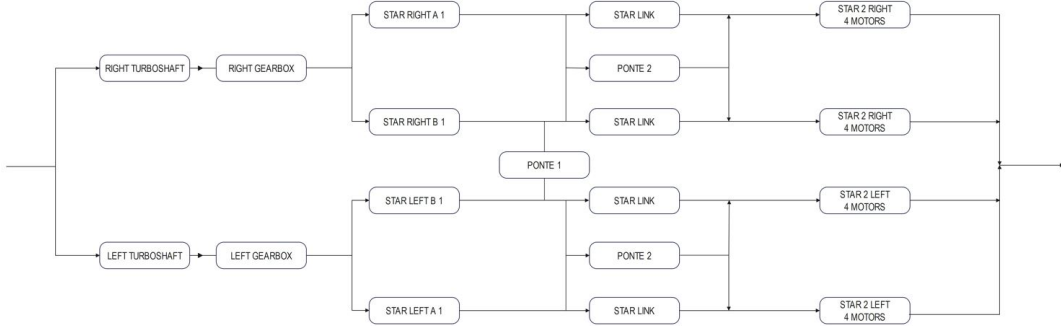 STAR RIGHT A 1
STAR LINK
STAR 2 RIGHT
4 MOTORS
RIGHT TURBOSHAFT
RIGHT GEARBOX
PONTE 2
STAR RIGHT B 1
STAR LINK
STAR 2 RIGHT
4 MOTORS
PONTE 1
STAR LEFT B 1
STAR LINK
STAR 2 LEFT
4 MOTORS
LEFT TURBOSHAFT
LEFT GEARBOX
PONTE 2
STAR LEFT A 1
STAR LINK
STAR 2 LEFT
4 MOTORS